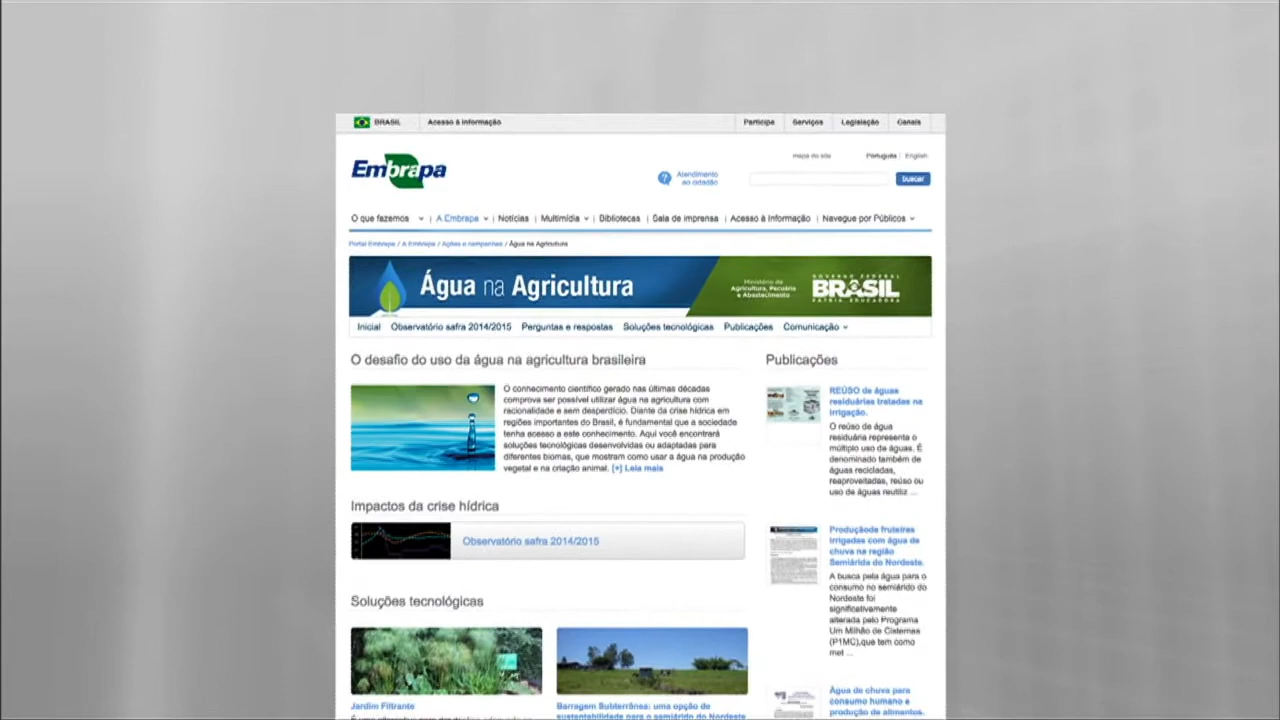 BRASIL Acesso à informação Participe Serviços Legislação Canais
mapa do site Português English
Embrapa
Atendimento
ao cidadão
buscar
O que fazemos A Embrapa Notícias Multimídia Bibliotecas Sala de imprensa Acesso à informação Navegue por Públicos
Portal Embrapa / A Embrapa / Ações e campanhas / Água na Agricultura
Água na Agricultura
Ministério da
Agricultura, Pecuária
e Abastecimento
GOVERNO FEDERAL
BRASIL
PÁTRIA EDUCADORA
Inicial Observatório safra 2014/2015 Perguntas e respostas Soluções tecnológicas Publicações Comunicação
O desafio do uso da água na agricultura brasileira
O conhecimento científico gerado nas últimas décadas
comprova ser possível utilizar água na agricultura com
racionalidade e sem desperdício. Diante da crise hídrica em
regiões importantes do Brasil, é fundamental que a sociedade
tenha acesso a este conhecimento. Aqui você encontrará
soluções tecnológicas desenvolvidas ou adaptadas para
diferentes biomas, que mostram como usar a água na produção
vegetal e na criação animal. [+] Leia mais
Impactos da crise hídrica
Observatório safra 2014/2015
Soluções tecnológicas
Jardim Filtrante
Barragem Subterrânea: uma opção de
sustentabilidade para o semiárido do Nordeste
Publicações
REÚSO de águas
residuárias tratadas na
irrigação.
O reúso de água
residuária representa o
múltiplo uso de águas. É
denominado também de
águas recicladas,
reaproveitadas, reúso ou
uso de águas reutiliz ...
Produçãode fruteiras
irrigadas com água de
chuva na região
Semiárida do Nordeste.
A busca pela água para o
consumo no semiárido do
Nordeste foi
significativamente
alterada pelo Programa
Um Milhão de Cisternas
(P1MC),que tem como
met ...
Água de chuva para
consumo humano e
produção de alimentos.